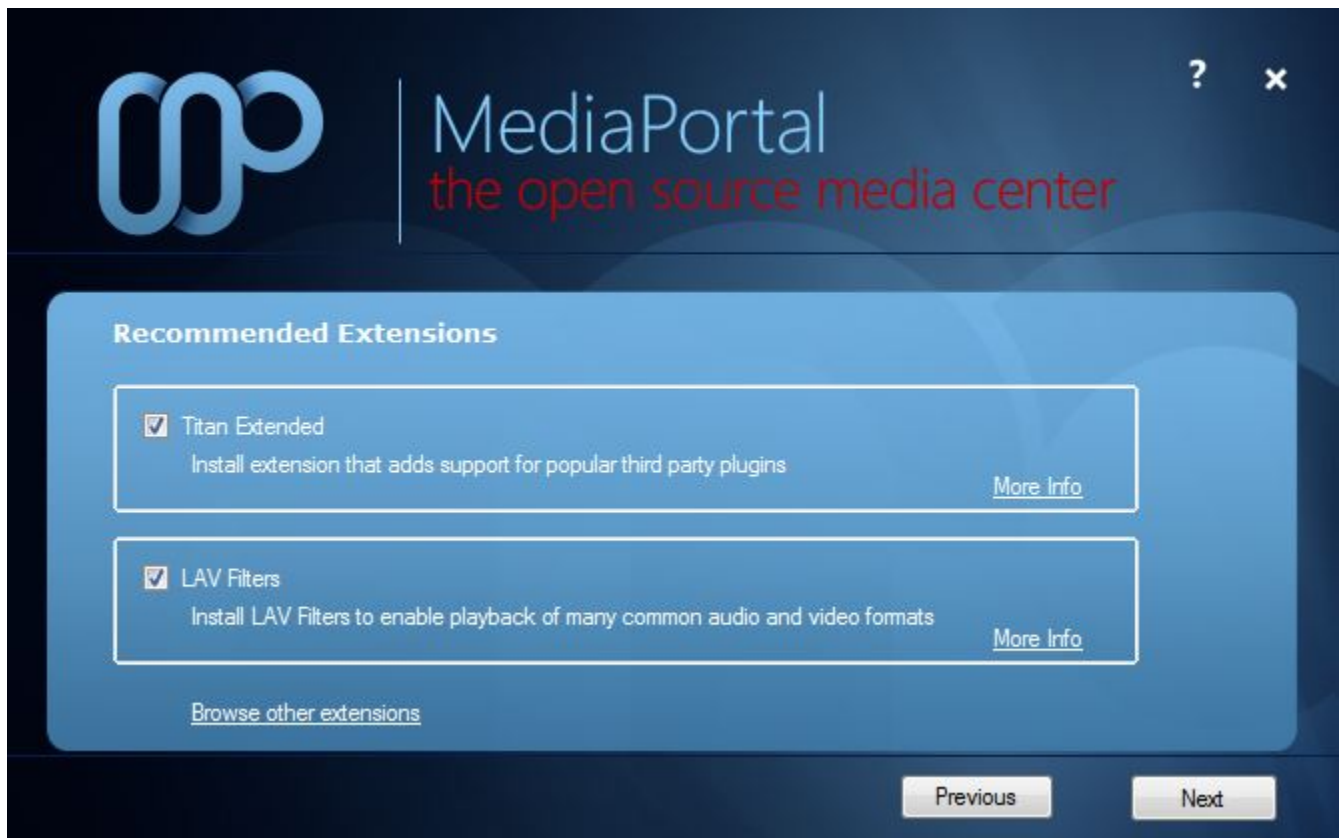 ? ×
MediaPortal
the open source media center
Recommended Extensions
Titan Extended
Install extension that adds support for popular third party plugins
More Info
LAV Filters
Install LAV Filters to enable playback of many common audio and video formats
More Info
Browse other extensions
Previous Next